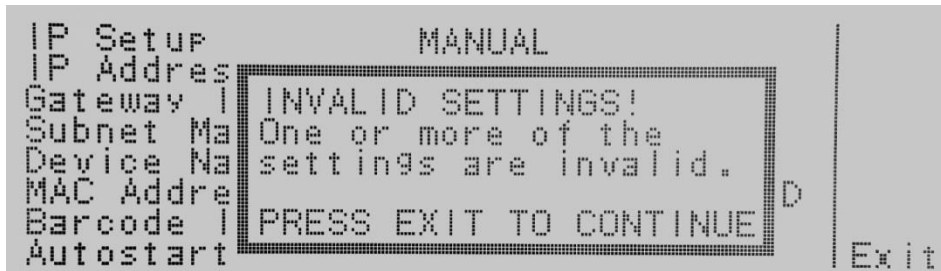 IP Setup MANUAL
IP Addres
Gateway I
INVALID SETTINGS!
Subnet Ma
One or more of the
Device Na
settings are invalid.
MAC Addre D
Barcode I
PRESS EXIT TO CONTINUE
Autostart Exit